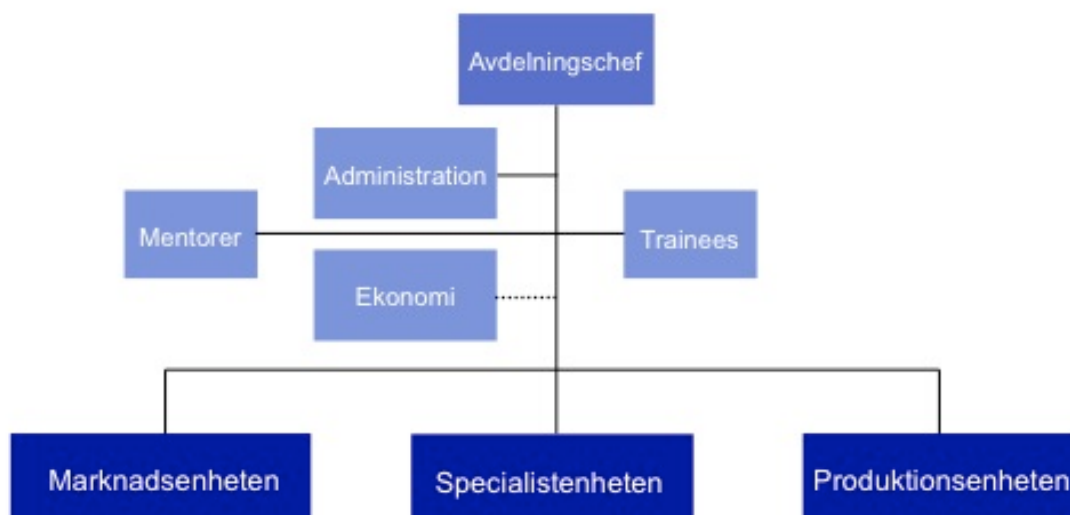 Avdelningschef
Administration
Mentorer
Trainees
Ekonomi
Marknadsenheten
Specialistenheten
Produktionsenheten